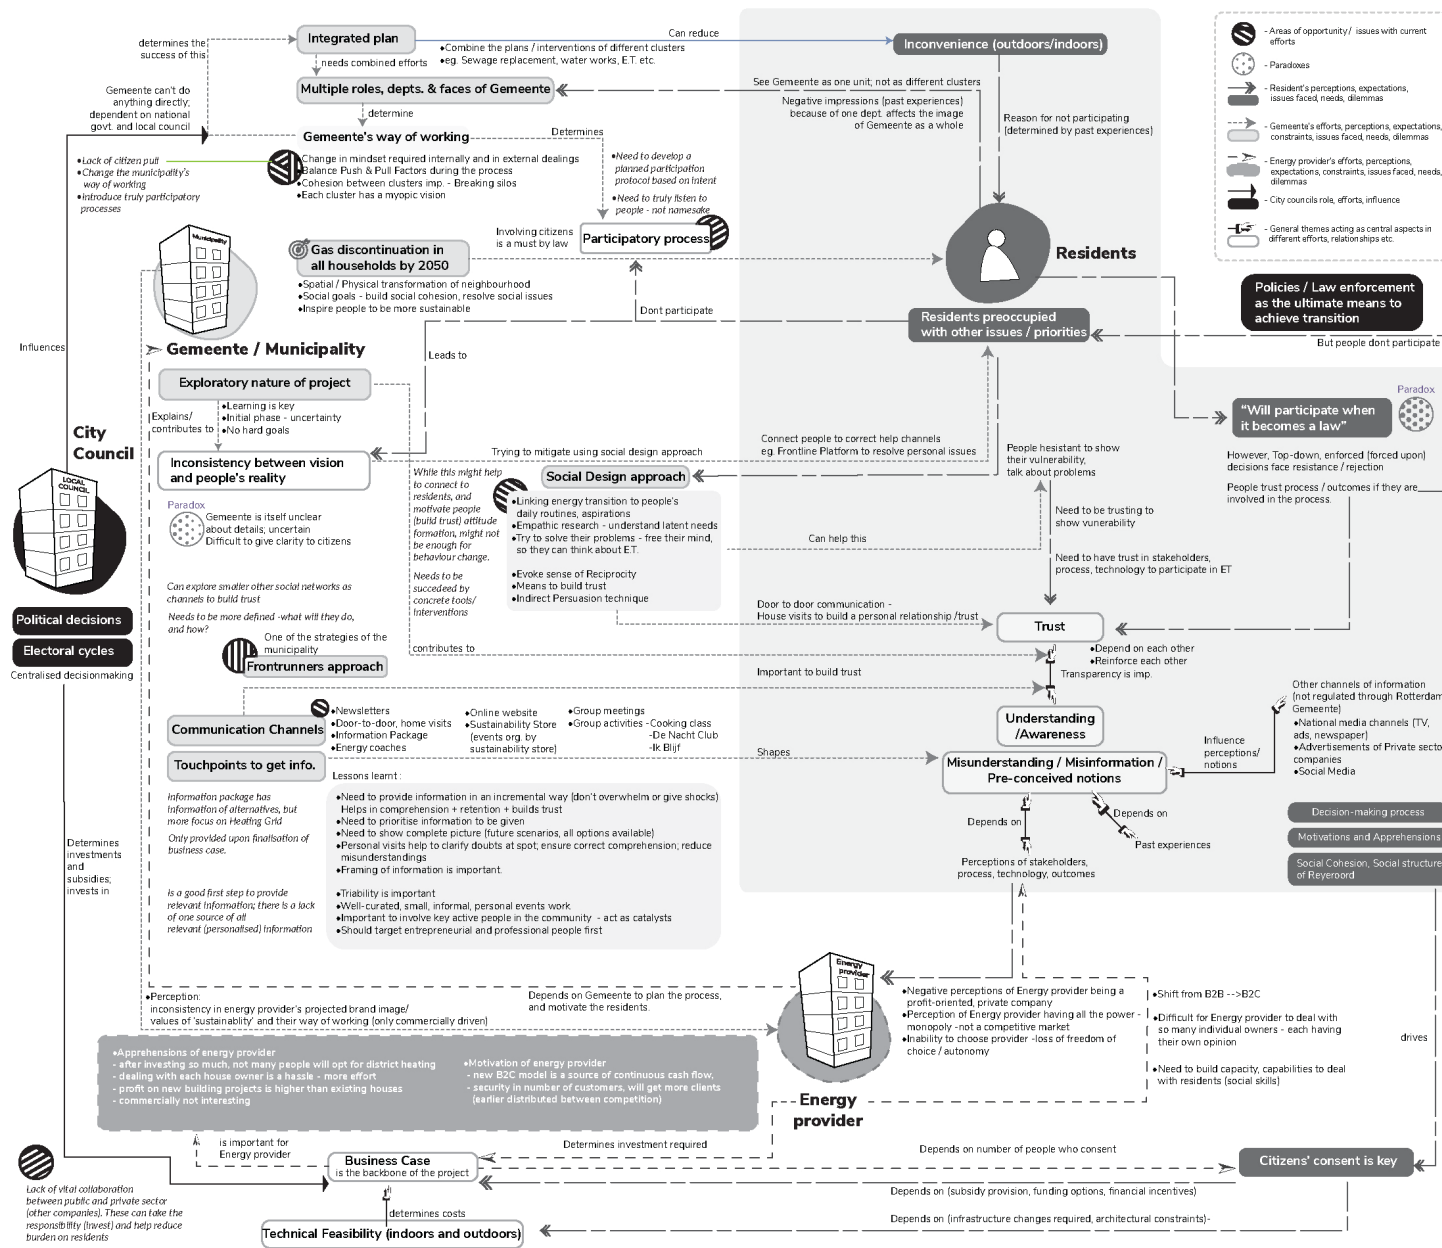 Integrated plan
Can reduce
◆Combine the plans / interventions of different clusters
◆eg. Sewage replacement, water works, E.T. etc.
Inconvenience (outdoors/indoors)
determines the
success of this
needs combined efforts
Multiple roles, depts. & faces of Gemeente
See Gemeente as one unit; not as different clusters
Negative impressions (past experiences)
because of one dept. affects the image
of Gemeente as a whole
Reason for not participating
(determined by past experiences)
Gemeente can't do
anything directly;
dependent on national
govt. and local council
determine
Gemeente's way of working
Determines
◆Change in mindset required internally and in external dealings
◆Balance Push & Pull Factors during the process
◆Cohesion between clusters imp. - Breaking silos
◆Each cluster has a myopic vision
◆Lack of citizen pull
◆Change the municipality's
way of working
◆Introduce truly participatory
processes
◆Need to develop a
planned participation
protocol based on intent
◆Need to truly listen to
people - not namesake
Involving citizens
is a must by law
Participatory process
- Areas of opportunity / issues with current
efforts
- Paradoxes
- Resident's perceptions, expectations,
issues faced, needs, dilemmas
- Gemeente's efforts, perceptions, expectations,
constraints, issues faced, needs, dilemmas
- Energy provider's efforts, perceptions,
expectations, constraints, issues faced, needs,
dilemmas
- City councils role, efforts, influence
- General themes acting as central aspects in
different efforts, relationships etc.
Municipality
Gas discontinuation in
all households by 2050
◆Spatial / Physical transformation of neighbourhood
◆Social goals - build social cohesion, resolve social issues
◆Inspire people to be more sustainable
Residents
Dont participate
Residents preoccupied
with other issues / priorities
Policies / Law enforcement
as the ultimate means to
achieve transition
But people dont participate
Influences
Gemeente / Municipality
Leads to
Exploratory nature of project
Explains/
contributes to
◆Learning is key
◆Initial phase - uncertainty
◆No hard goals
Inconsistency between vision
and people's reality
Trying to mitigate using social design approach
Connect people to correct help channels
eg. Frontline Platform to resolve personal issues
City
Council
LOCAL
COUNCIL
Paradox
Gemeente is itself unclear
about details; uncertain
Difficult to give clarity to citizens
While this might help
to connect to
residents, and
motivate people
(build trust) attitude
formation, might not
be enough for
behaviour change.
Needs to be
succedeed by
concrete tools/
interventions
Social Design approach
◆Linking energy transition to people's
daily routines, aspirations
◆Empathic research - understand latent needs
◆Try to solve their problems - free their mind,
so they can think about E.T.
◆Evoke sense of Reciprocity
◆Means to build trust
◆Indirect Persuasion technique
Can help this
People hesistant to show
their vulnerability,
talk about problems
Need to be trusting to
show vunerability
Need to have trust in stakeholders,
process, technology to participate in ET
Paradox
"Will participate when
it becomes a law"
However, Top-down, enforced (forced upon)
decisions face resistance / rejection
People trust process / outcomes if they are
involved in the process.
Can explore smaller other social networks as
channels to build trust
Needs to be more defined -what will they do,
and how?
Political decisions
Electoral cycles
Centralised decisionmaking
One of the strategies of the
municipality
Frontrunners approach
contributes to
Door to door communication -
House visits to build a personal relationship /trust
Trust
◆Depend on each other
◆Reinforce each other
Transparency is imp.
Important to build trust
Communication Channels
◆Newsletters
◆Door-to-door, home visits
◆Information Package
◆Energy coaches
◆Online website
◆Sustainability Store
(events org. by
sustainability store)
◆Group meetings
◆Group activities -Cooking class
-De Nacht Club
-Ik Blijf
Understanding
/Awareness
Other channels of information
(not regulated through Rotterdam
Gemeente)
◆National media channels (TV,
ads, newspaper)
◆Advertisements of Private secto
companies
◆Social Media
Influence
perceptions/
notions
Touchpoints to get info.
Shapes
Misunderstanding / Misinformation /
Pre-conceived notions
Lessons learnt :
◆Need to provide information in an incremental way (don't overwhelm or give shocks)
Helps in comprehension + retention + builds trust
◆Need to prioritise information to be given
◆Need to show complete picture (future scenarios, all options available)
◆Personal visits help to clarify doubts at spot; ensure correct comprehension; reduce
misunderstandings
◆Framing of information is important.
◆Triability is important
◆Well-curated, small, informal, personal events work
◆Important to involve key active people in the community - act as catalysts
◆Should target entrepreneurial and professional people first
Information package has
information of alternatives, but
more focus on Heating Grid
Only provided upon finalisation of
business case.
Is a good first step to provide
relevant information; there is a lack
of one source of all
relevant (personalised) information
Determines
investments
and
subsidies;
invests in
Depends on
Depends on
Past experiences
Perceptions of stakeholders,
process, technology, outcomes
Decision-making process
Motivations and Apprehensions
Social Cohesion, Social structure
of Reyeroord
Energy
provider
◆Perception:
inconsistency in energy provider's projected brand image/
values of 'sustainablity' and their way of working (only commercially driven)
Depends on Gemeente to plan the process,
and motivate the residents.
◆Negative perceptions of Energy provider being a
profit-oriented, private company
◆Perception of Energy provider having all the power -
monopoly -not a competitive market
◆Inability to choose provider -loss of freedom of
choice / autonomy
◆Shift from B2B -->B2C
◆Difficult for Energy provider to deal with
so many individual owners - each having
their own opinion
◆Need to build capacity, capabilities to deal
with residents (social skills)
drives
◆Apprehensions of energy provider
- after investing so much, not many people will opt for district heating
- dealing with each house owner is a hassle - more effort
- profit on new building projects is higher than existing houses
- commercially not interesting
◆Motivation of energy provider
- new B2C model is a source of continuous cash flow,
- security in number of customers, will get more clients
(earlier distributed between competition)
Energy
provider
is important for
Energy provider
Determines investment required
Business Case
is the backbone of the project
Depends on number of people who consent
Citizens' consent is key
Depends on (subsidy provision, funding options, financial incentives)
determines costs
Technical Feasibility (indoors and outdoors)
Depends on (infrastructure changes required, architectural constraints)-
Lack of vital collaboration
between public and private sector
(other companies). These can take the
responsibility (invest) and help reduce
burden on residents